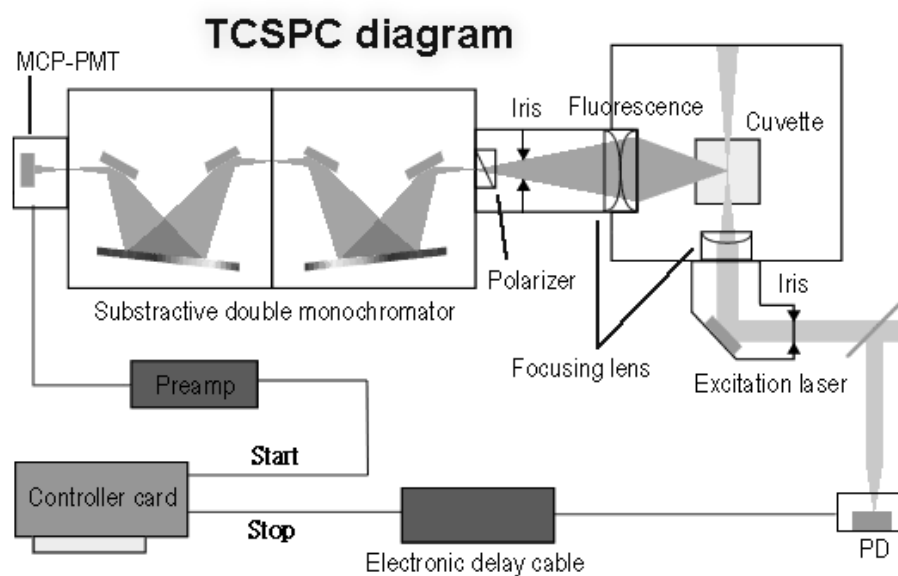 TCSPC diagram
MCP-PMT
Iris
Fluorescence
Cuvette
Polarizer
Substractive double monochromator
Iris
Focusing lens
Excitation laser
Preamp
Start
Controller card
Stop
Electronic delay cable
PD